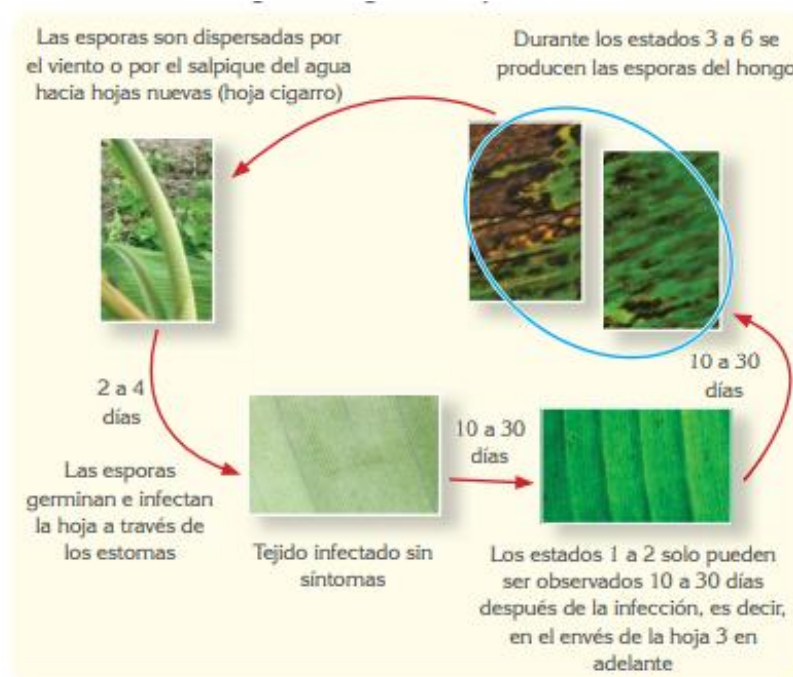 Las esporas son dispersadas por
el viento o por el salpique del agua
hacia hojas nuevas (hoja cigarro)
Durante los estados 3 a 6 se
producen las esporas del hongo
2 a 4
días
Las esporas
germinan e infectan
la hoja a través de
los estomas
Tejido infectado sin
síntomas
10 a 30
días
Los estados 1 a 2 solo pueden
ser observados 10 a 30 días
después de la infección, es decir,
en el envés de la hoja 3 en
adelante
10 a 30
días